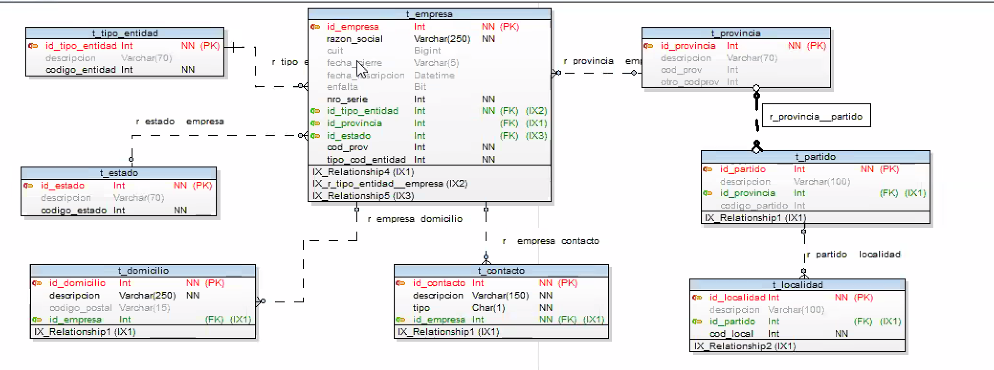 t_tipo_entidad
id_tipo_entidad Int NN (PK)
descripcion Varchar(70)
codigo_entidad Int NN
t_empresa
id_empresa Int NN (PK)
razon_social Varchar(250) NN
cuit Bigint
Varchar(5)
Datetime
enfalta Bit
nro_serie Int NN
id_tipo_entidad Int NN (FK) (IX2)
id_provincia Int (FK) (IX1)
id_estado Int (FK) (IX3)
cod_prov Int NN
tipo_cod_entidad Int NN
IX_Relationship4 (IX1)
IX_r_tipo_entidad__empresa (IX2)
IX_Relationship5 (IX3)
t_provincia
id_provincia Int NN (PK)
descripcion Varchar(70)
cod_prov Int
otro_codprov Int
r tipo e
r provincia em
r_provincia__partido
r estado empresa
t_estado
id_estado Int NN (PK)
descripcion Varchar(70)
codigo_estado Int NN
t_partido
id_partido Int NN (PK)
descripcion Varchar(100)
id_provincia Int (FK) (IX1)
codigo_partido Int
IX_Relationship1 (IX1)
r empresa domicilio
r empresa contacto
r partido localidad
t_domicilio
id_domicilio Int NN (PK)
descripcion Varchar(250) NN
codigo_postal Varchar(15)
id_empresa Int (FK) (IX1)
IX_Relationship1 (IX1)
t_contacto
id_contacto Int NN (PK)
descripcion Varchar(150) NN
tipo Char(1) NN
id_empresa Int NN (FK) (IX1)
IX_Relationship1 (IX1)
t_localidad
id_localidad Int NN (PK)
descripcion Varchar(100)
id_partido Int (FK) (IX1)
cod_local Int NN
IX_Relationship2 (IX1)